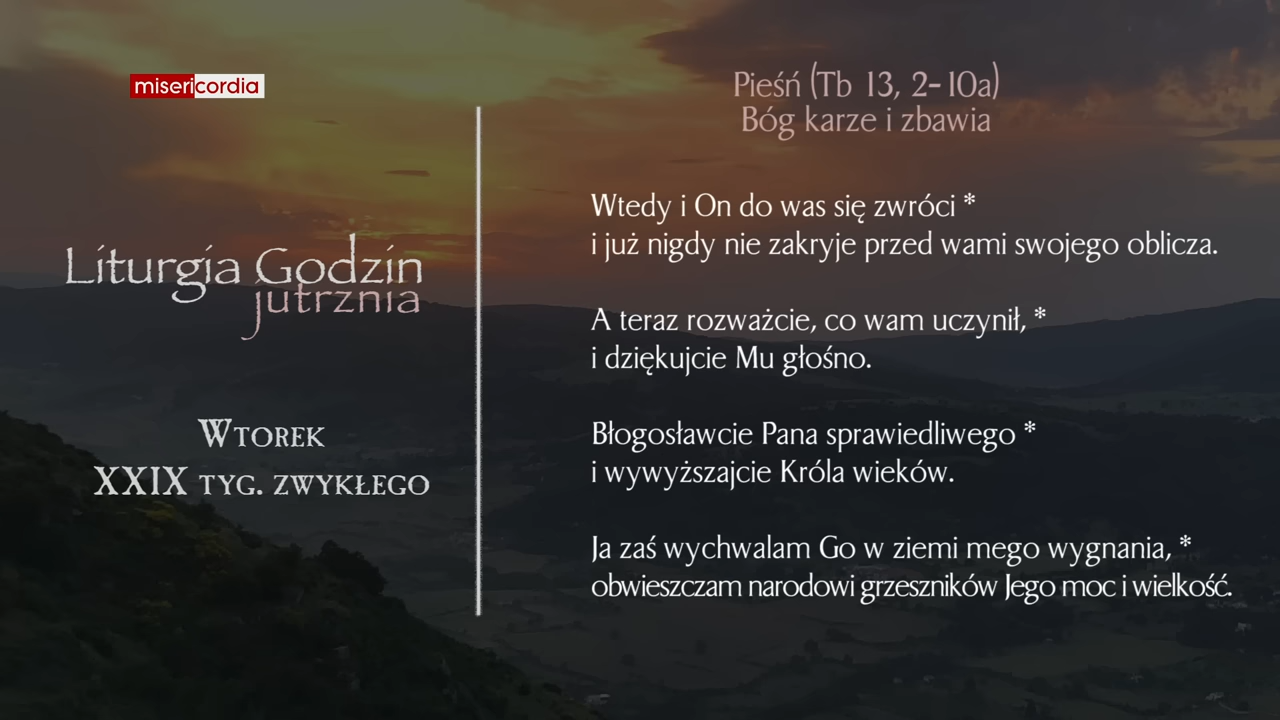 misericordia
Liturgia Godzin
jutrznia
Wtorek
XXIX tyg. zwykłego
Pieśń (Tb 13, 2-10a)
Bóg karze i zbawia
Wtedy i On do was się zwróci *
i już nigdy nie zakryje przed wami swojego oblicza.
A teraz rozważcie, co wam uczynił, *
i dziękujcie Mu głośno.
Błogosławcie Pana sprawiedliwego *
i wywyższajcie Króla wieków.
Ja zaś wychwalam Go w ziemi mego wygnania, *
obwieszczam narodowi grzeszników Jego moc i wielkość.